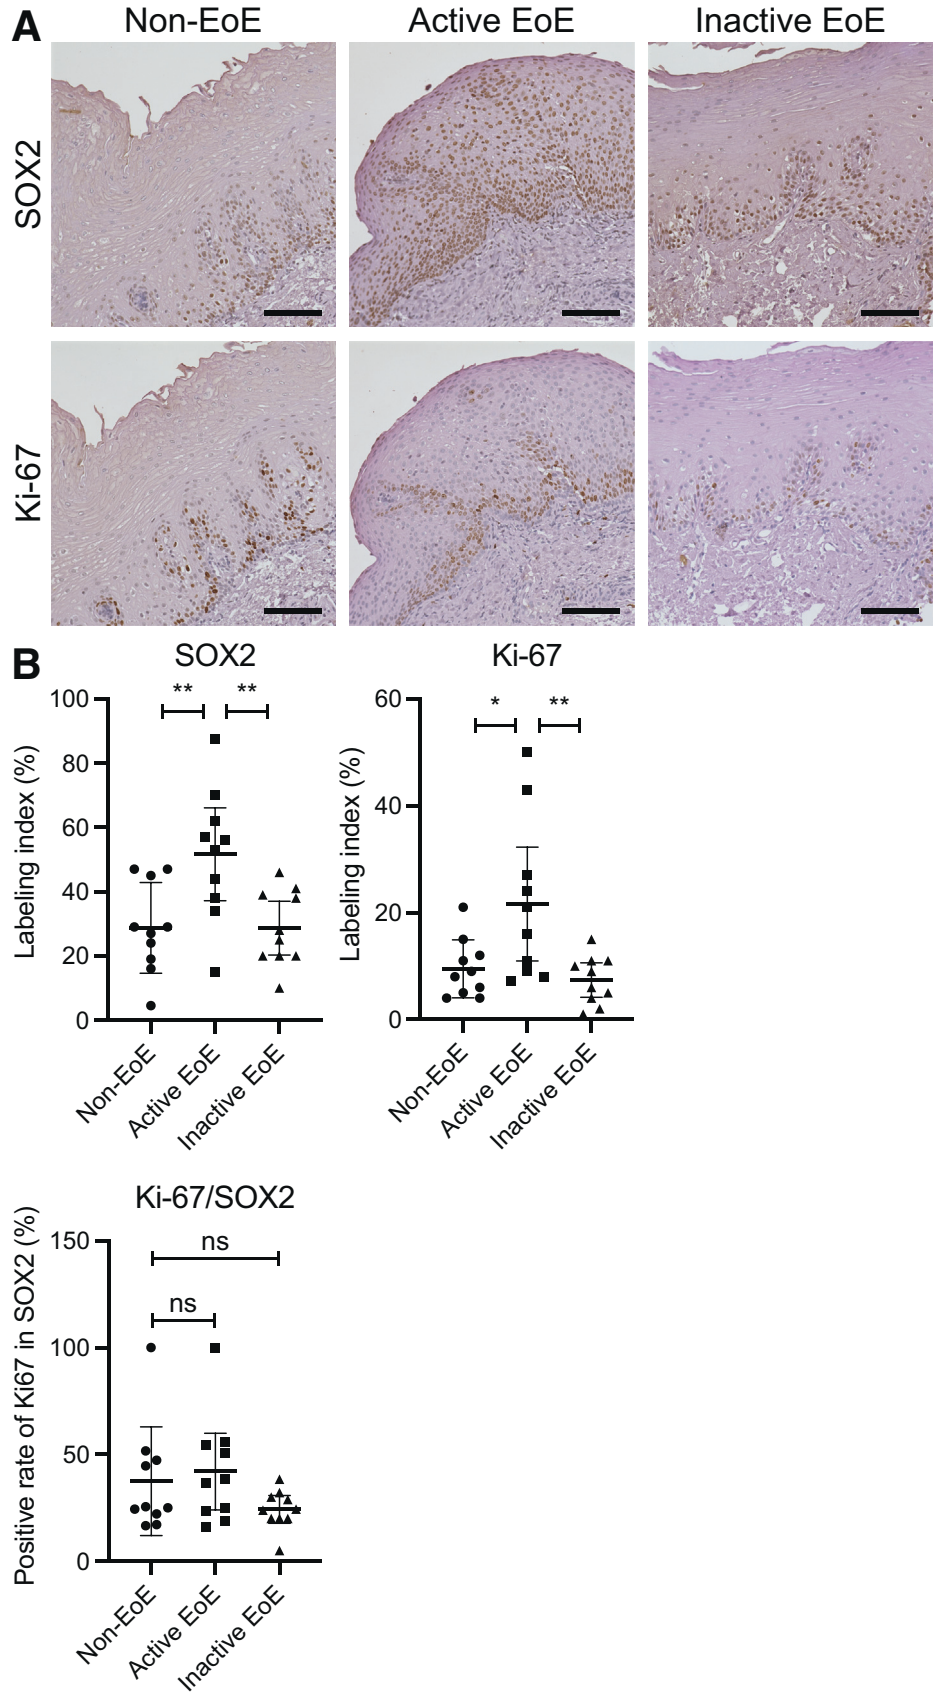 A
Non-EoE Active EoE Inactive EoE
SOX2
Ki-67
B
SOX2
Labeling index (%)
100
80
60
40
20
0
** **
Non-EoE
Active EoE
Inactive EoE
Ki-67
Labeling index (%)
60
40
20
0
* **
Non-EoE
Active EoE
Inactive EoE
Ki-67/SOX2
Positive rate of Ki67 in SOX2 (%)
150
100
50
0
ns
ns
Non-EoE
Active EoE
Inactive EoE